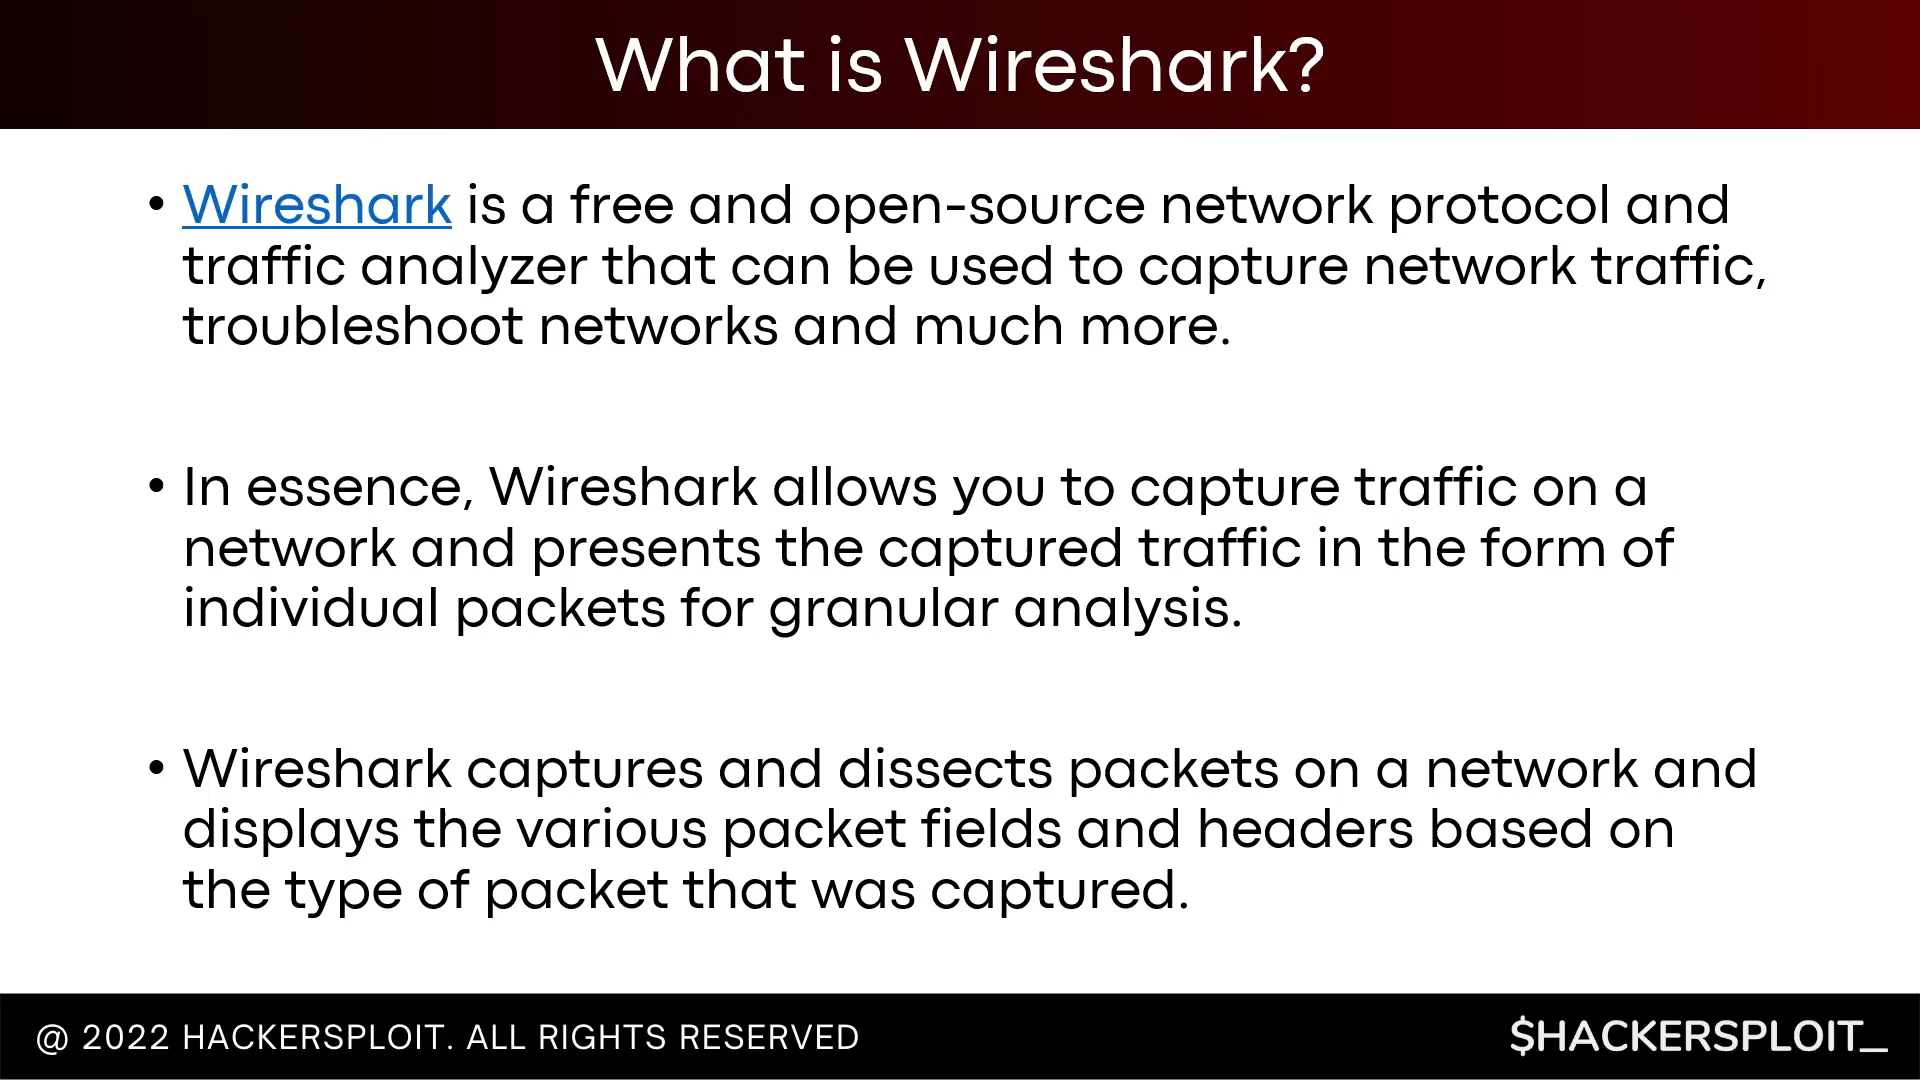 What is Wireshark?
• Wireshark is a free and open-source network protocol and
traffic analyzer that can be used to capture network traffic,
troubleshoot networks and much more.
• In essence, Wireshark allows you to capture traffic on a
network and presents the captured traffic in the form of
individual packets for granular analysis.
• Wireshark captures and dissects packets on a network and
displays the various packet fields and headers based on
the type of packet that was captured.
@ 2022 HACKERSPLOIT. ALL RIGHTS RESERVED
$HACKERSPLOIT_